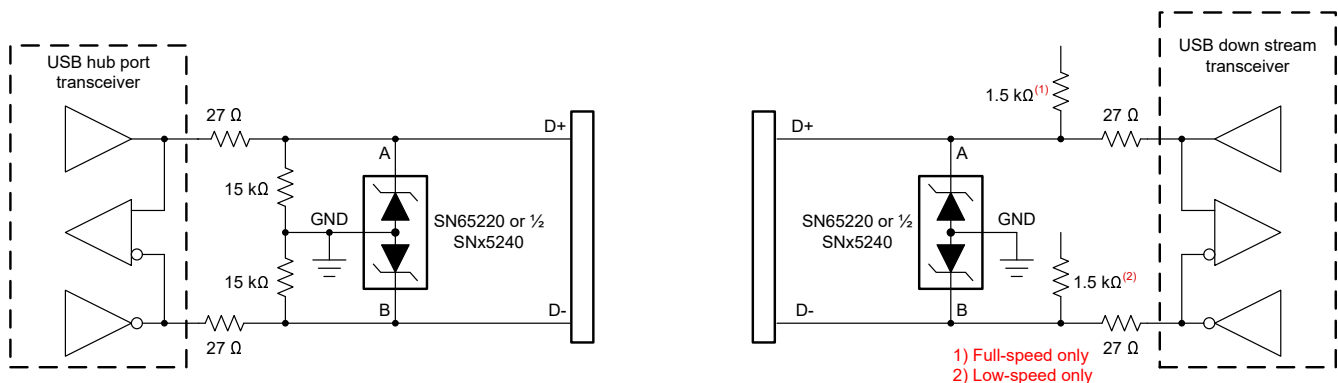 USB hub port
transceiver
27 Ω
15 kΩ
15 kΩ
27 Ω
GND
A
B
SN65220 or ½
SNx5240
D+
D-
D+
D-
A
B
SN65220 or ½
SNx5240
GND
1.5 kΩ(1)
1.5 kΩ(2)
27 Ω
27 Ω
USB down stream
transceiver
1) Full-speed only
2) Low-speed only